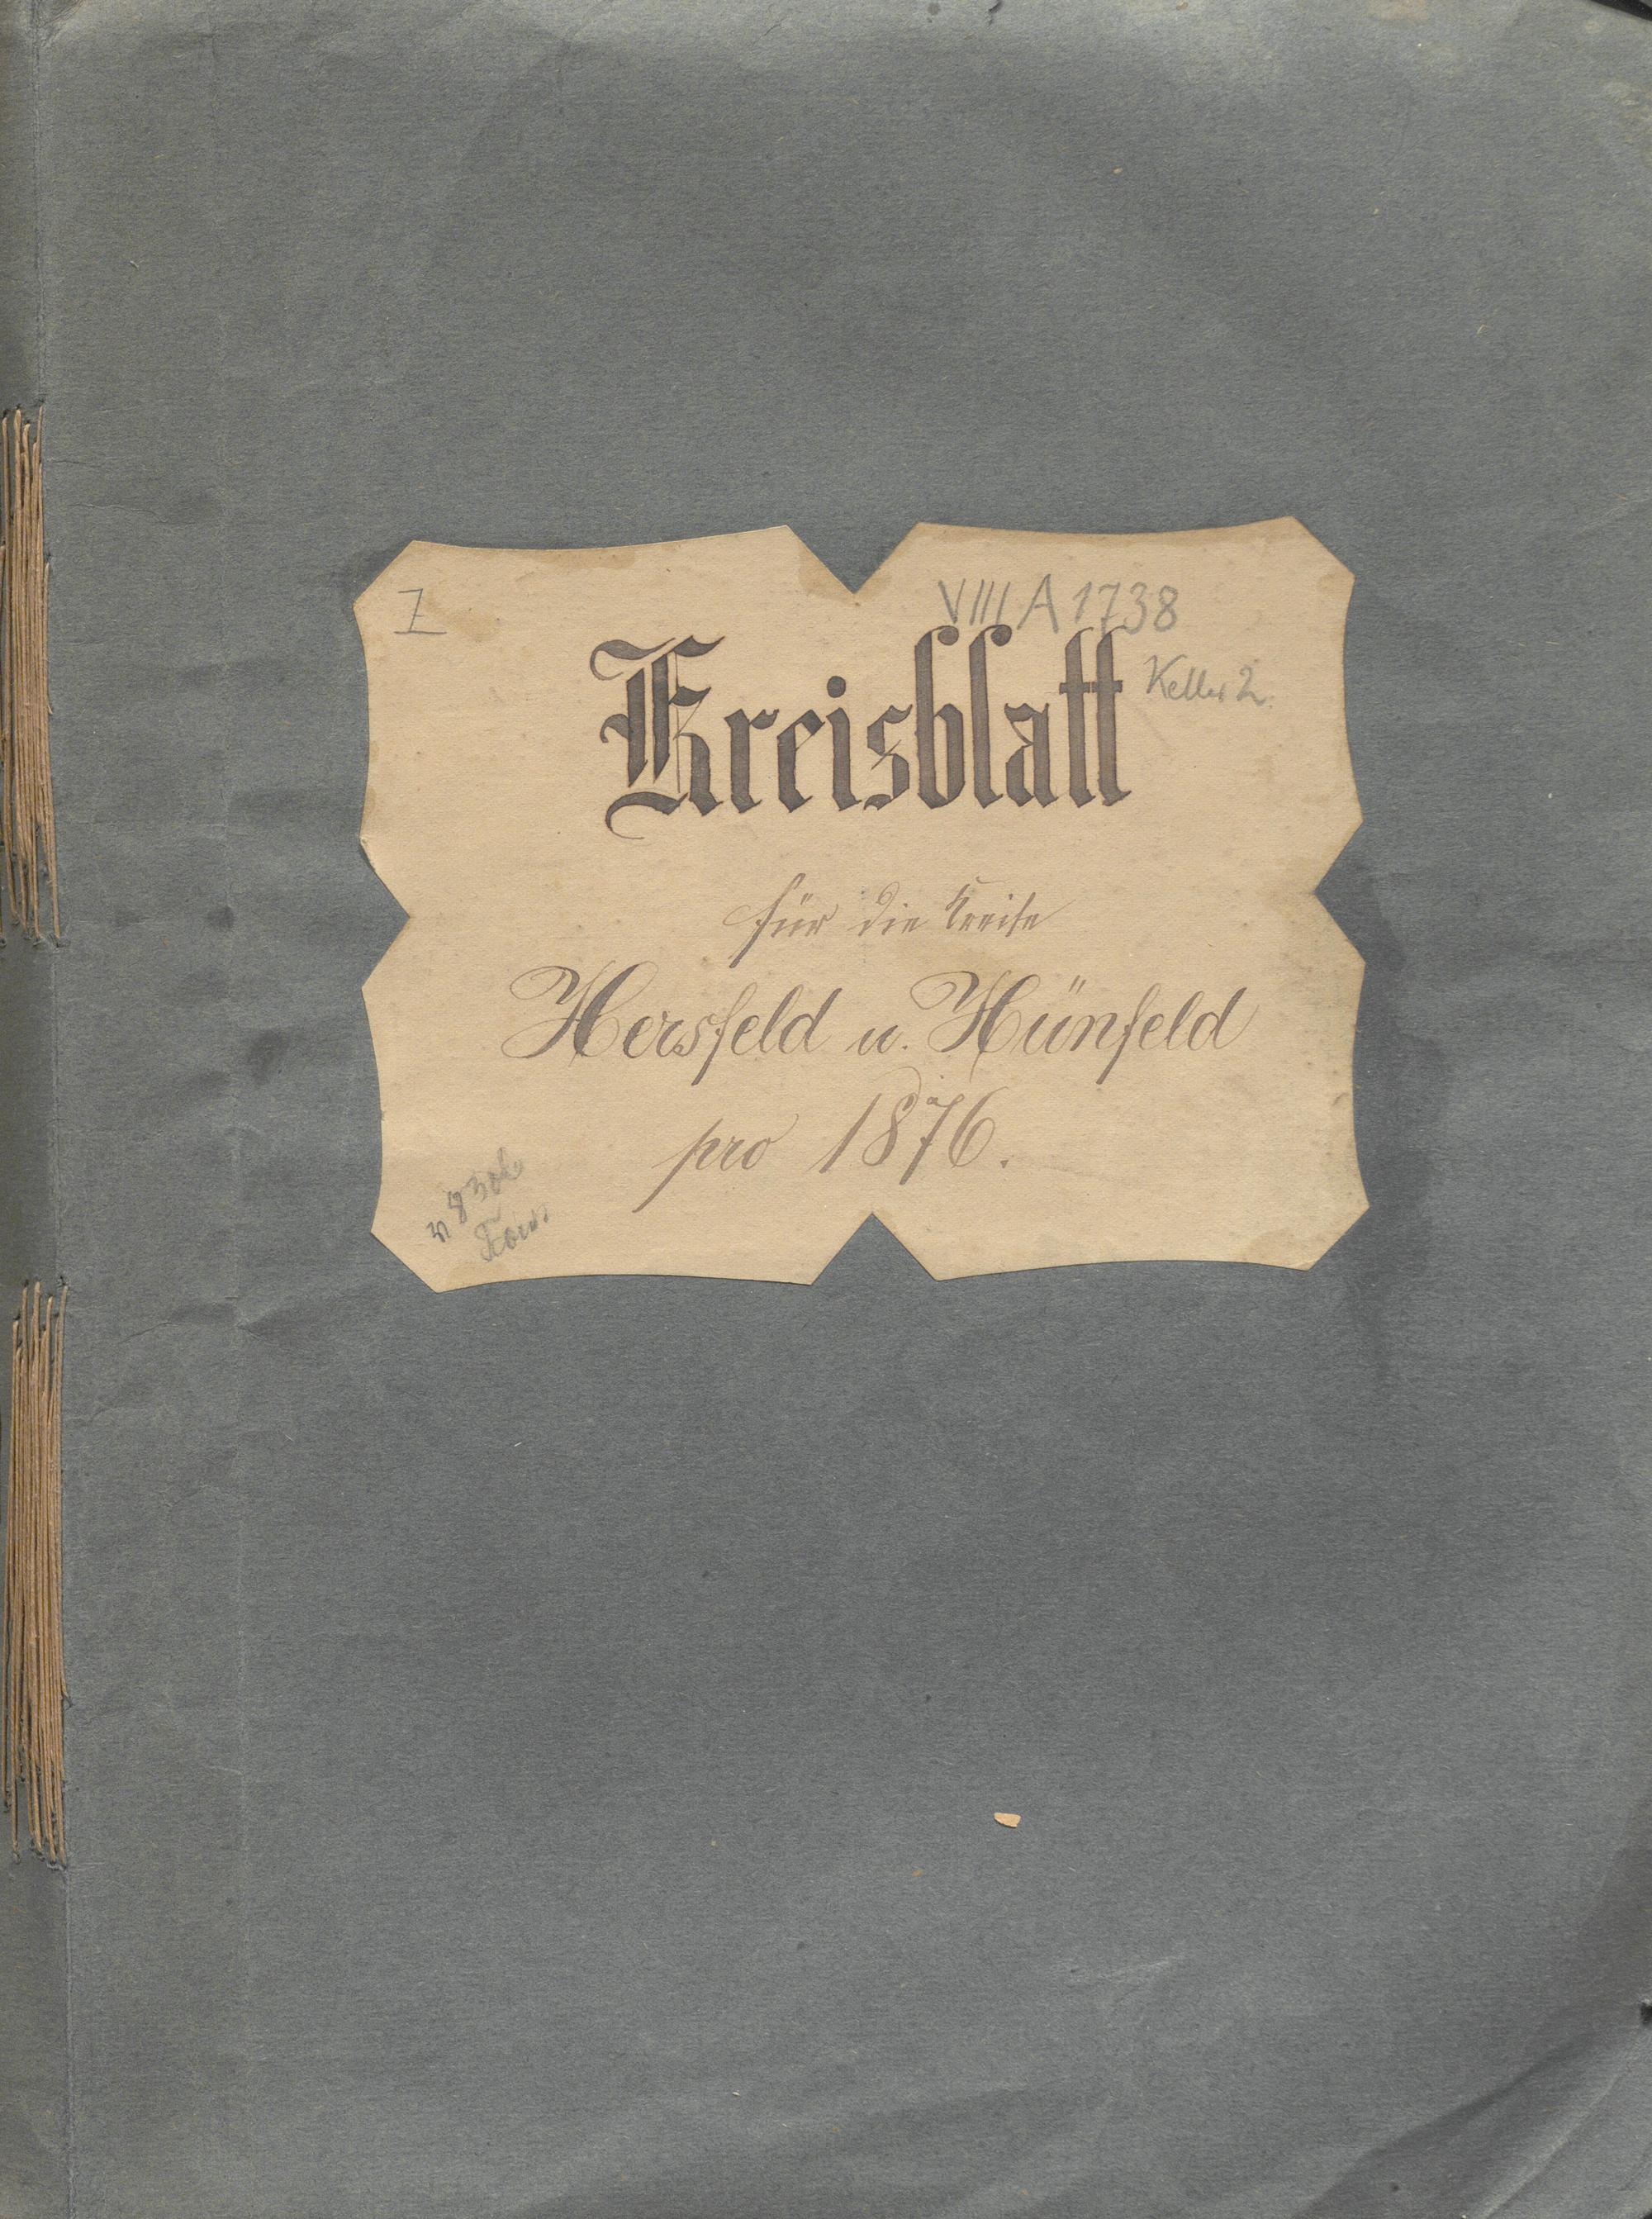 Z
VIII A 1738
Keller 2.
Kreisblatt
für die Kreise
Hersfeld u. Hünfeld
pro 1876.